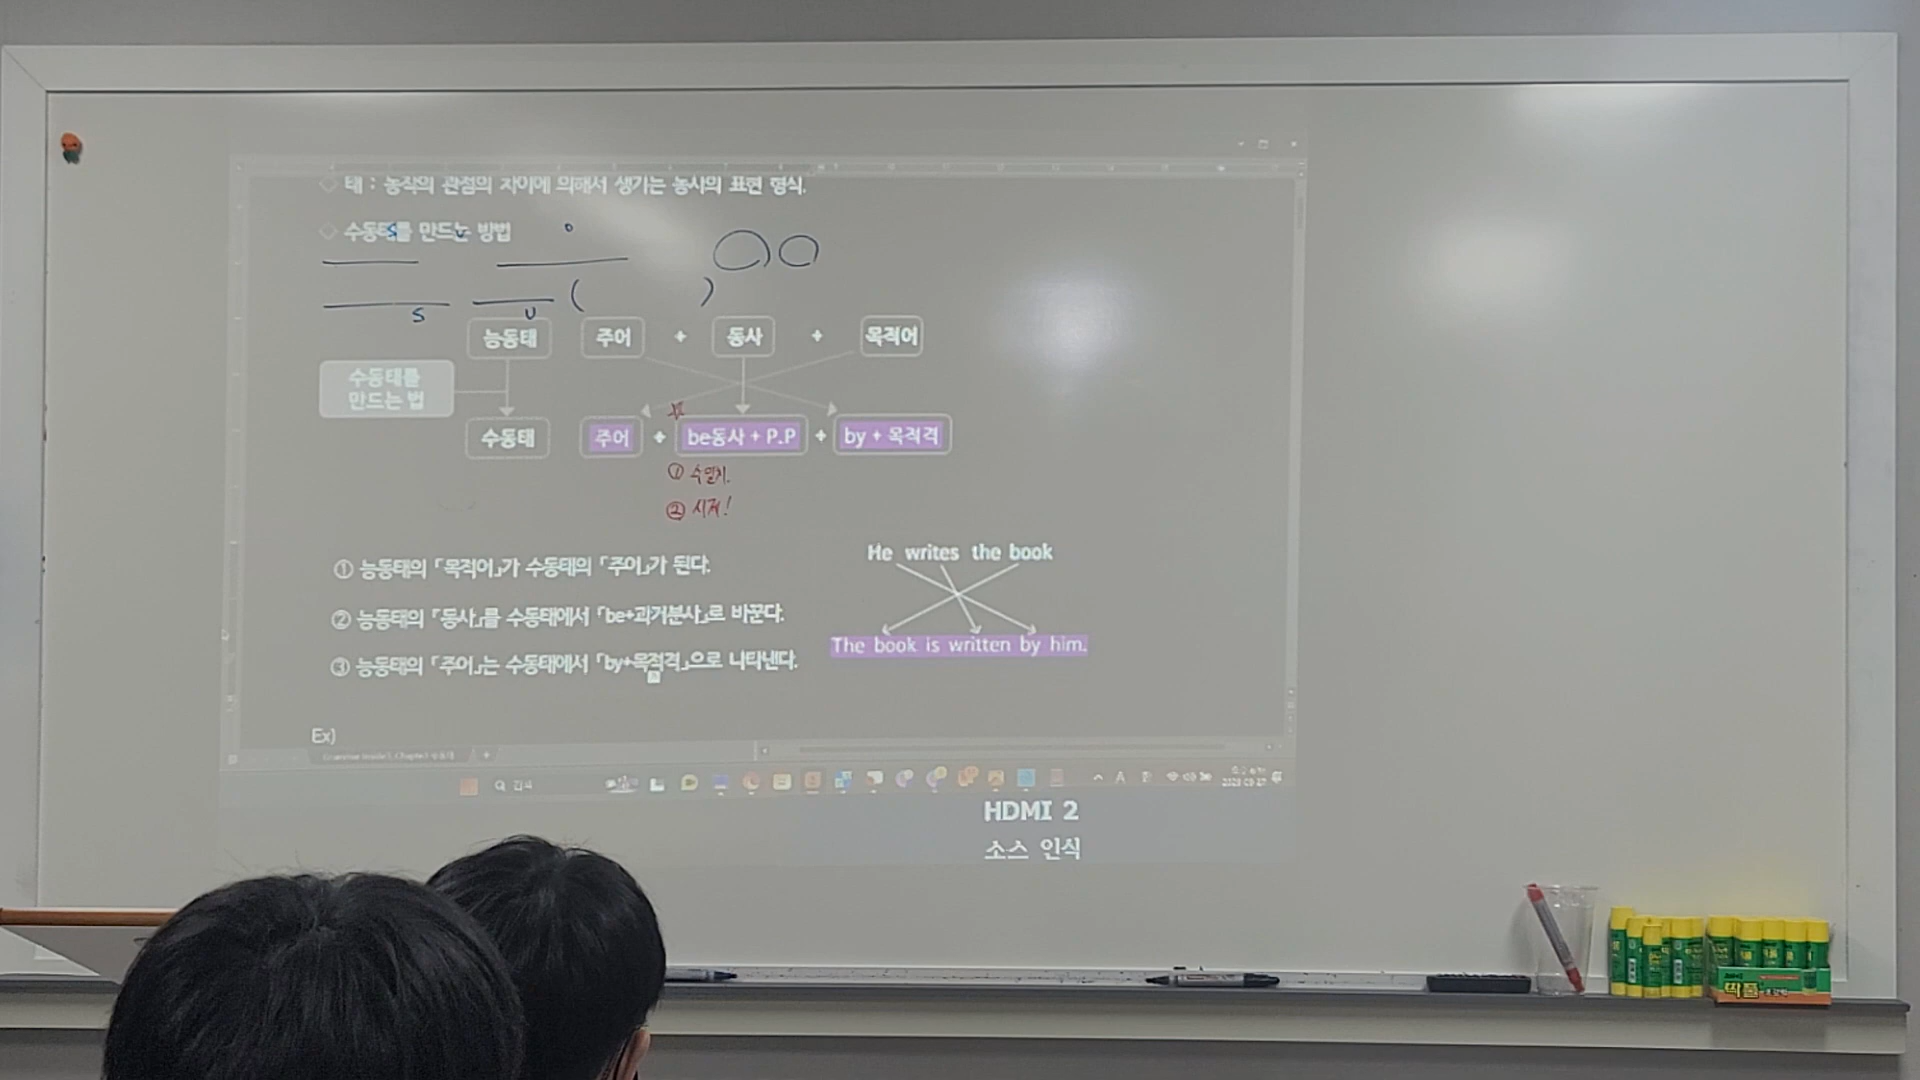 ◇ 태 : 동작의 관점의 차이에 의해서 생기는 동사의 표현 형식.
◇ 수동태를 만드는 방법
S V O
S V
능동태 주어 + 동사 + 목적어
수동태를
만드는 법
수동태 주어 + be동사 + P.P + by + 목적격
① 수일치.
② 시제!
He writes the book
① 능동태의 「목적어」가 수동태의 「주어」가 된다.
② 능동태의 「동사」를 수동태에서 「be+과거분사」로 바꾼다.
The book is written by him.
③ 능동태의 「주어」는 수동태에서 「by+목적격」으로 나타낸다.
Ex)
검색
A
HDMI 2
소스 인식
딱풀